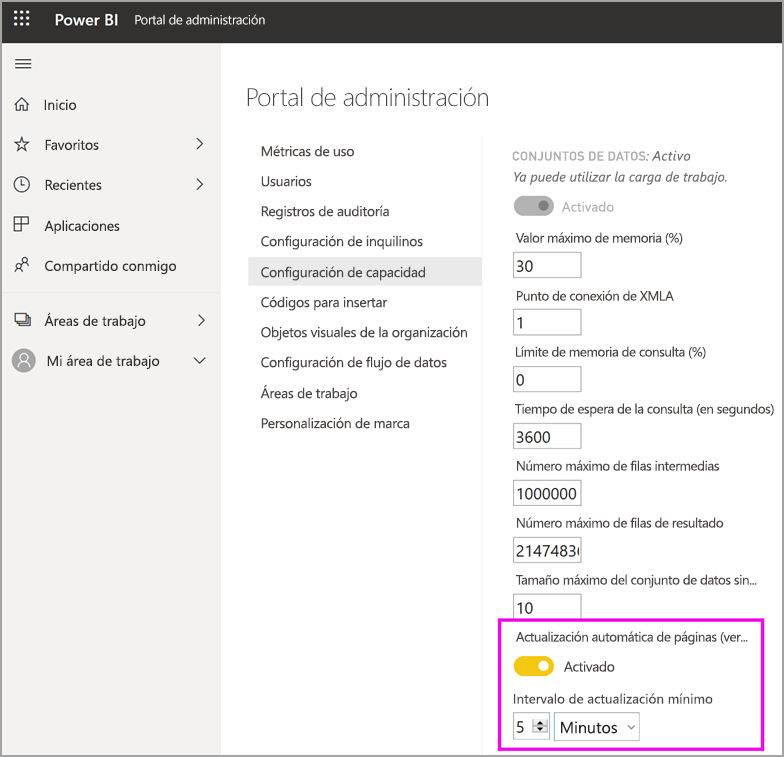 Power BI Portal de administración
Inicio
Favoritos
Recientes
Aplicaciones
Compartido conmigo
Áreas de trabajo
Mi área de trabajo
Portal de administración
Métricas de uso
Usuarios
Registros de auditoría
Configuración de inquilinos
Configuración de capacidad
Códigos para insertar
Objetos visuales de la organización
Configuración de flujo de datos
Áreas de trabajo
Personalización de marca
CONJUNTOS DE DATOS: Activo
Ya puede utilizar la carga de trabajo.
Activado
Valor máximo de memoria (%)
30
Punto de conexión de XMLA
1
Límite de memoria de consulta (%)
0
Tiempo de espera de la consulta (en segundos)
3600
Número máximo de filas intermedias
1000000
Número máximo de filas de resultado
2147483
Tamaño máximo del conjunto de datos sin...
10
Actualización automática de páginas (ver...
Activado
Intervalo de actualización mínimo
5 Minutos